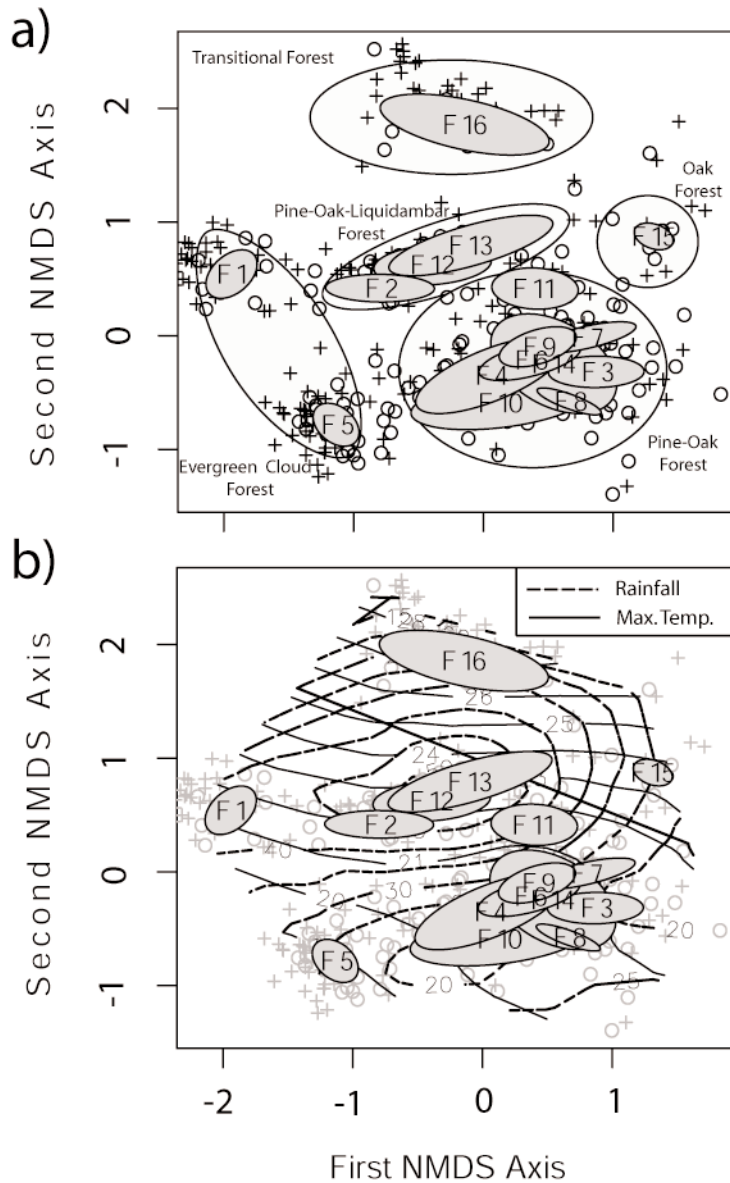 a)
Transitional Forest
F 16
Oak
Forest
Pine-Oak-Liquidambar
Forest
F 15
F 13
F 12
F 1
F 2
F 11
F 7
F 9
F 6
14
F 3
F 4
F 8
F 10
F 5
Pine-Oak
Forest
Evergreen Cloud
Forest
2
1
0
-1
Second NMDS Axis
b)
Rainfall
Max.Temp.
F 16
26
25
24
F 15
F 13
F 12
F 1
F 2
F 11
40
21
30
20
F 7
F 9
F 6
14
F 3
F 4
F 8
F 10
20
F 5
20
25
2
1
0
-1
Second NMDS Axis
-2
-1
0
1
First NMDS Axis